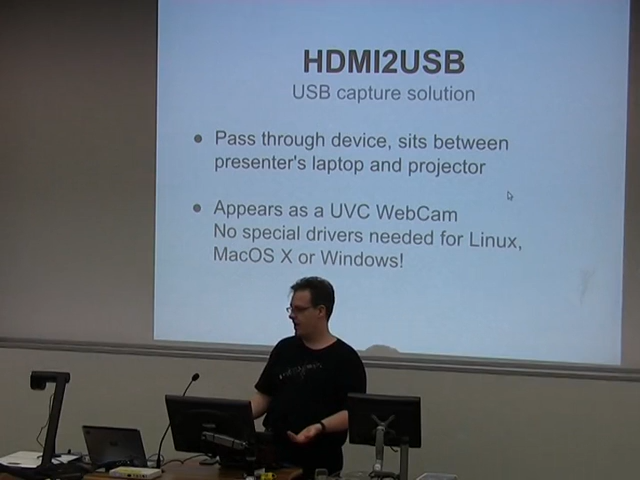 HDMI2USB
USB capture solution
● Pass through device, sits between
presenter's laptop and projector
● Appears as a UVC WebCam
No special drivers needed for Linux,
MacOS X or Windows!